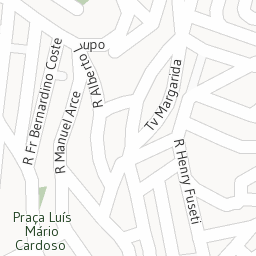 R Fr Bernardino Coste
R Manuel Arce
R Alberto Lupo
Tv Margarida
R Henry Fuseti
Praça Luís
Mário
Cardoso